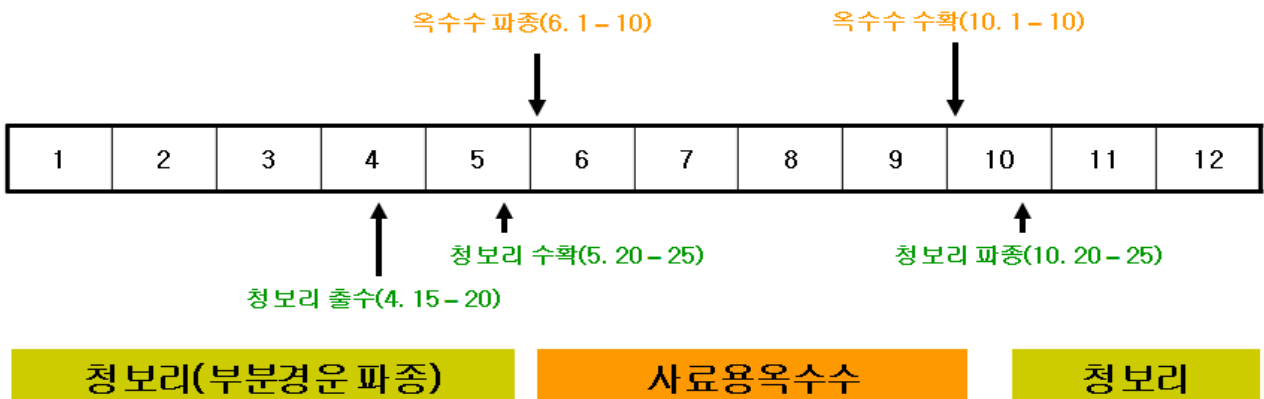 옥수수 파종(6. 1 – 10) 옥수수 수확(10. 1 – 10)
1 2 3 4 5 6 7 8 9 10 11 12
청보리 수확(5. 20 – 25) 청보리 파종(10. 20 – 25)
청보리 출수(4. 15 – 20)
청보리(부분경운 파종) 사료용옥수수 청보리